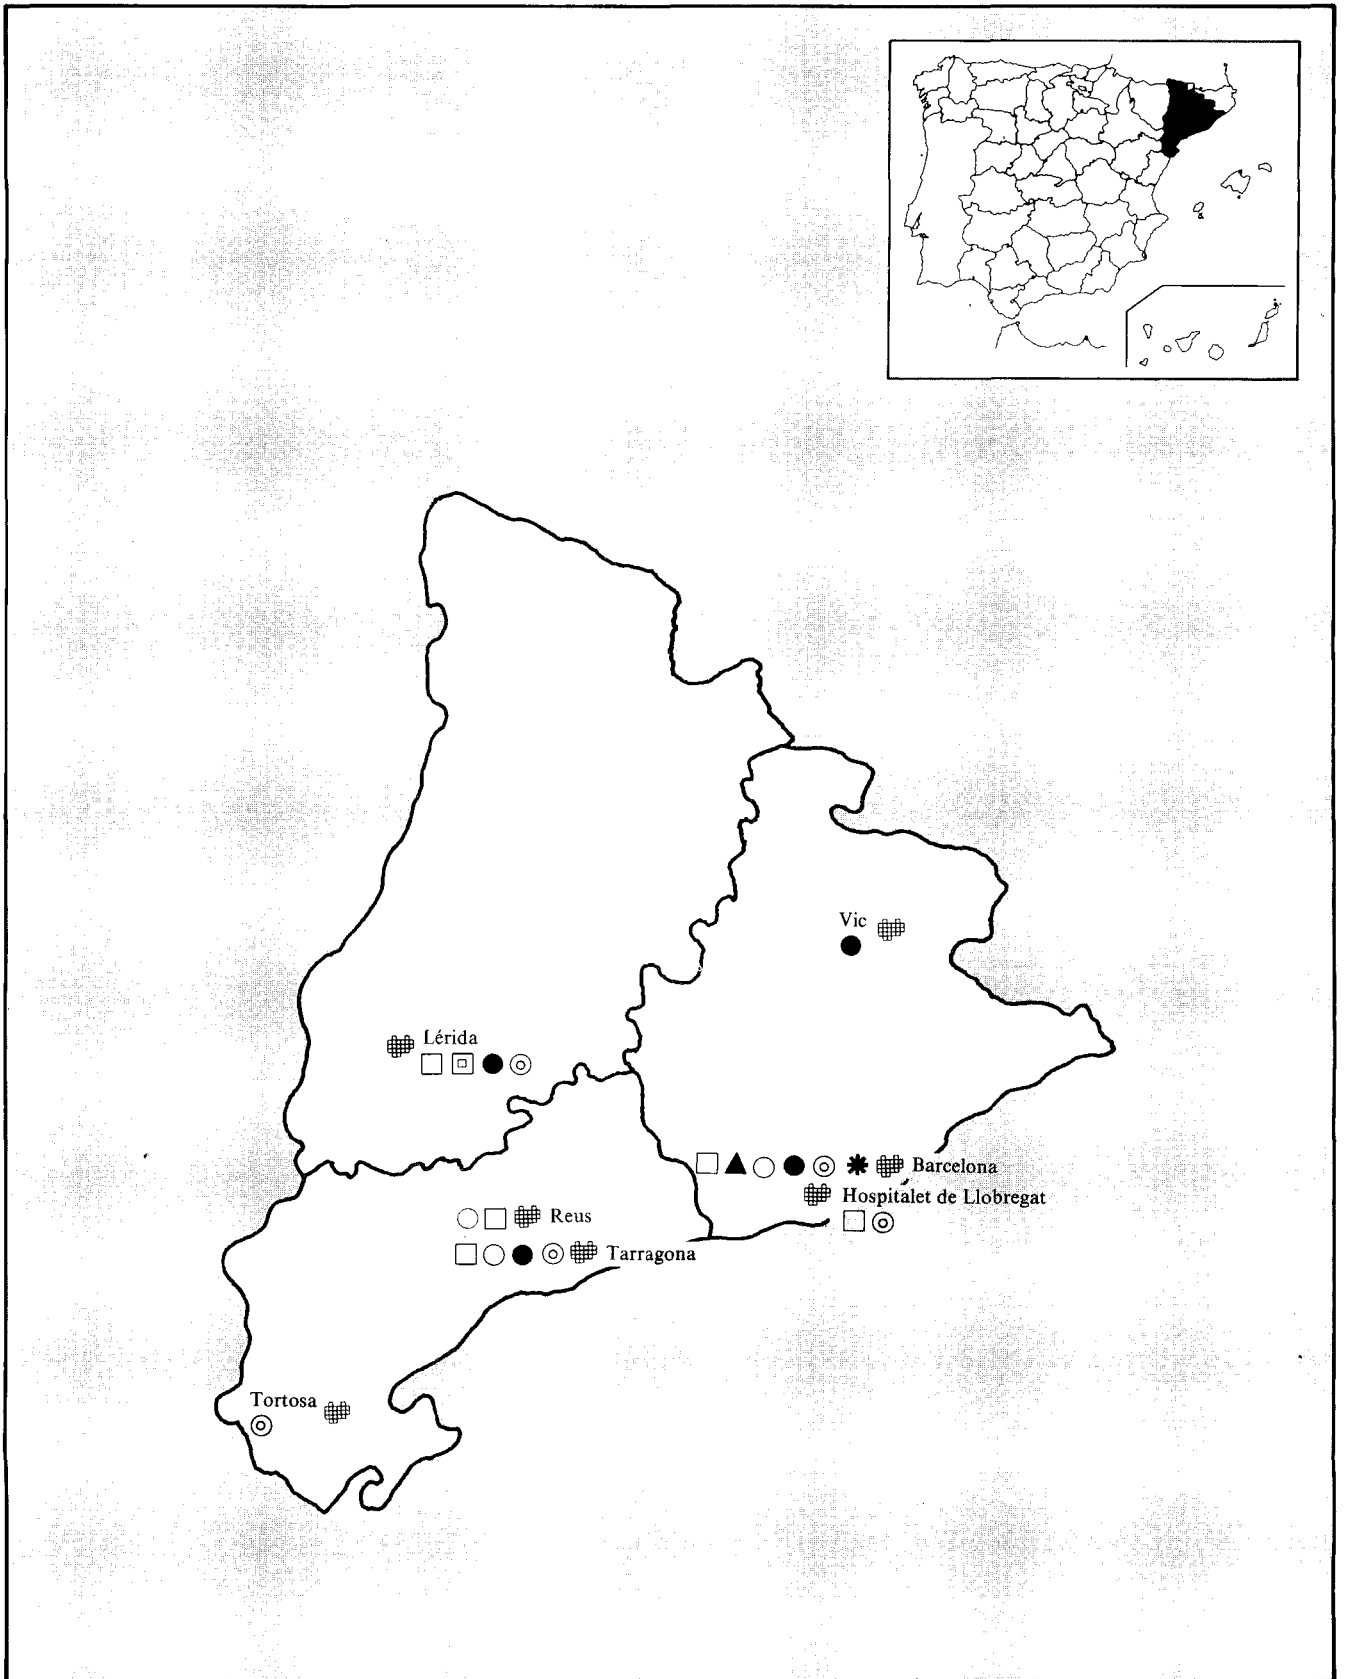 Vic
Lérida
Barcelona
Hospitalet de Llobregat
Reus
Tarragona
Tortosa